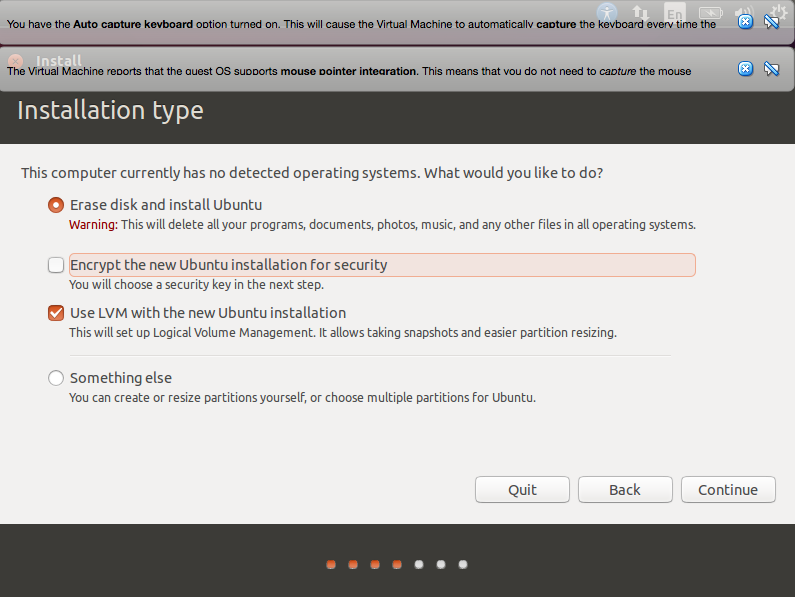 You have the Auto capture keyboard option turned on. This will cause the Virtual Machine to automatically capture the keyboard every time the
En
Install
The Virtual Machine reports that the guest OS supports mouse pointer integration. This means that you do not need to capture the mouse
Installation type
This computer currently has no detected operating systems. What would you like to do?
Erase disk and install Ubuntu
Warning: This will delete all your programs, documents, photos, music, and any other files in all operating systems.
Encrypt the new Ubuntu installation for security
You will choose a security key in the next step.
Use LVM with the new Ubuntu installation
This will set up Logical Volume Management. It allows taking snapshots and easier partition resizing.
Something else
You can create or resize partitions yourself, or choose multiple partitions for Ubuntu.
Quit
Back
Continue